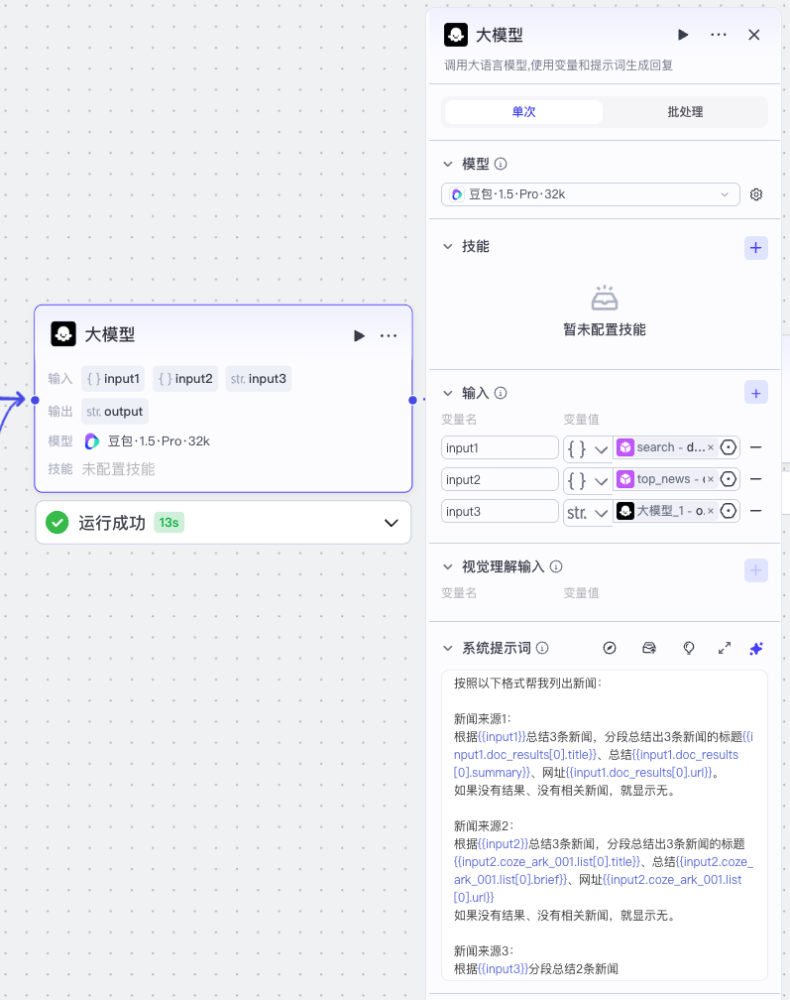 大模型
输入 { } input1 { } input2 str. input3
输出 str. output
模型 豆包·1.5·Pro·32k
技能 未配置技能
运行成功 13s
大模型
调用大语言模型,使用变量和提示词生成回复
单次 批处理
模型
豆包·1.5·Pro·32k
技能
暂未配置技能
输入
变量名 变量值
input1 { } search - d...
input2 { } top_news -
input3 str. 大模型_1 - o.
视觉理解输入
变量名 变量值
系统提示词
按照以下格式帮我列出新闻：
新闻来源1：
根据{{input1}}总结3条新闻，分段总结出3条新闻的标题{{i
nput1.doc_results[0].title}}、总结{{input1.doc_results
[0].summary}}、网址{{input1.doc_results[0].url}}。
如果没有结果、没有相关新闻，就显示无。
新闻来源2：
根据{{input2}}总结3条新闻，分段总结出3条新闻的标题
{{input2.coze_ark_001.list[0].title}}、总结{{input2.coze_
ark_001.list[0].brief}}、网址{{input2.coze_ark_001.list
[0].url}}
如果没有结果、没有相关新闻，就显示无。
新闻来源3：
根据{{input3}}分段总结2条新闻